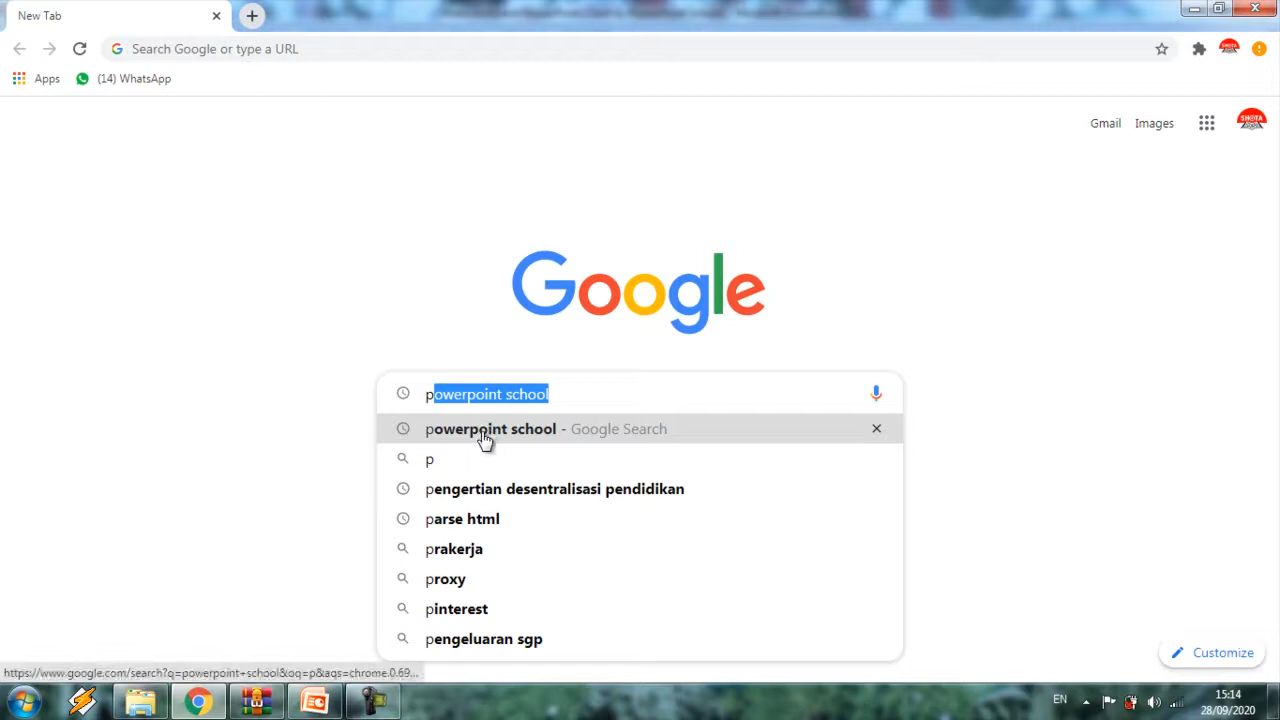 New Tab
Search Google or type a URL
Apps
(14) WhatsApp
Gmail
Images
SHOTA
Google
powerpoint school
powerpoint school - Google Search
p
pengertian desentralisasi pendidikan
parse html
prakerja
proxy
pinterest
pengeluaran sgp
Customize
https://www.google.com/search?q=powerpoint+school&oq=p&aqs=chrome.0.69...
EN
15:14
28/09/2020